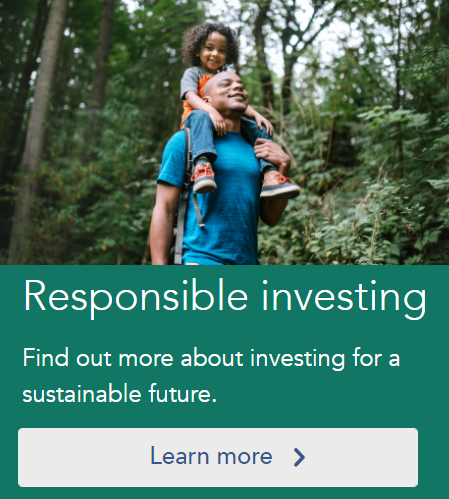 Responsible investing
Find out more about investing for a
sustainable future.
Learn more